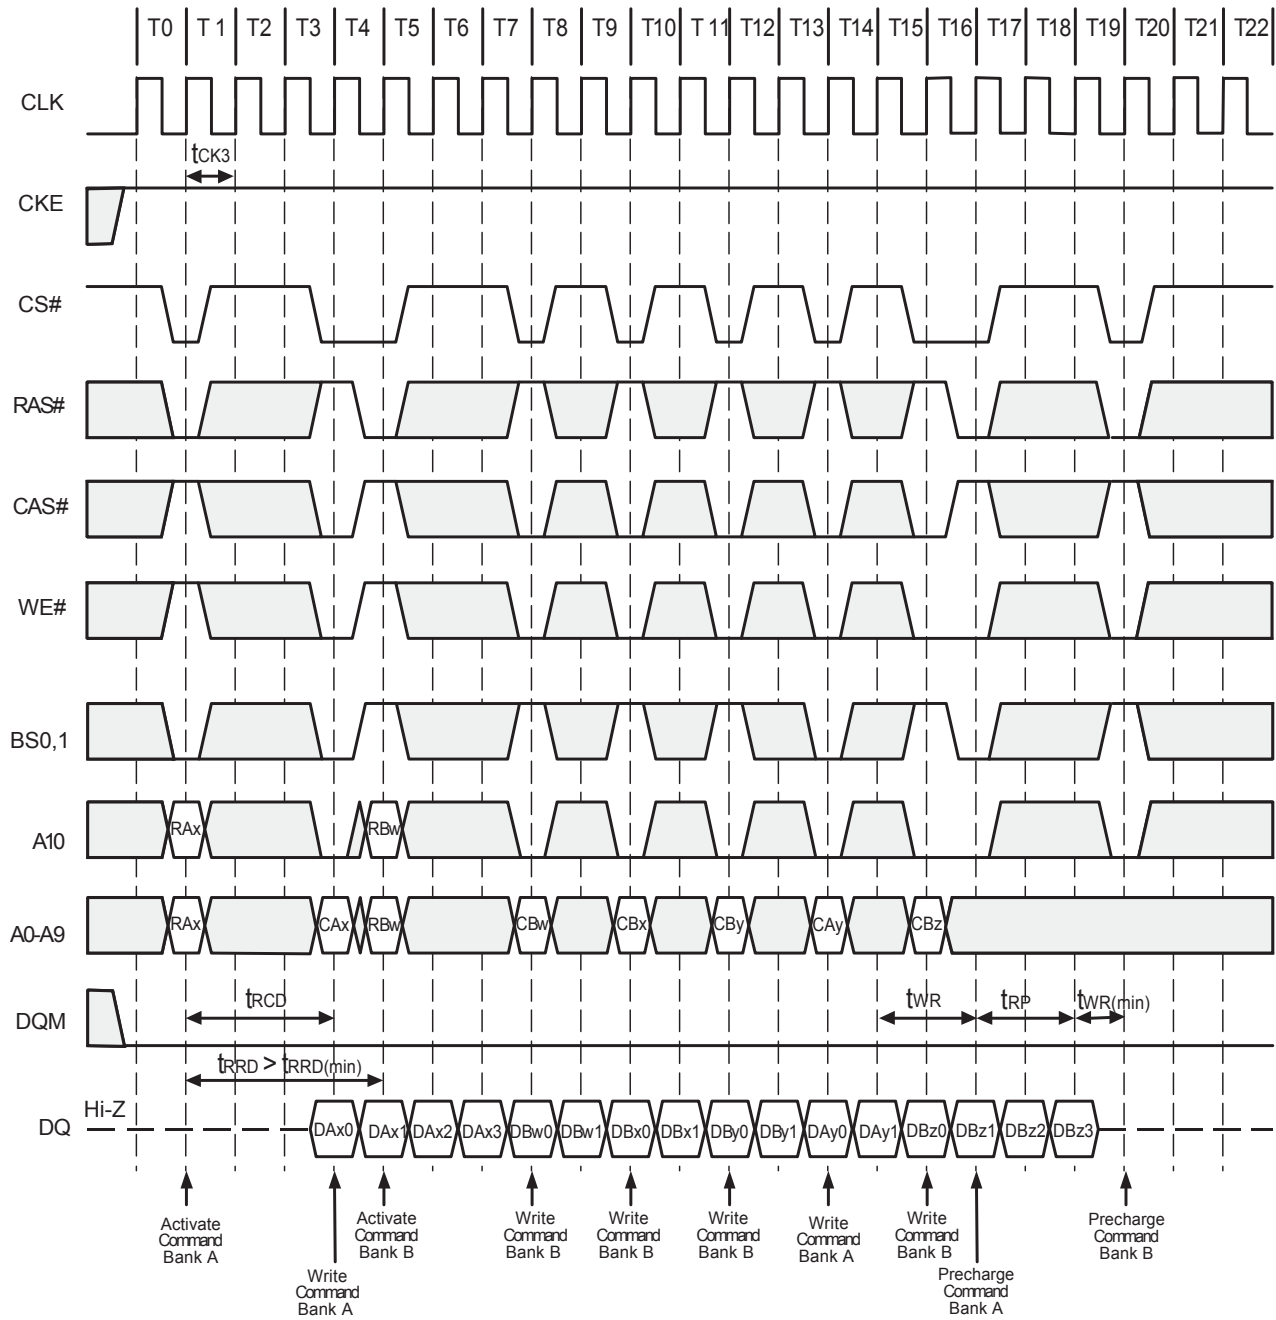 T0 T1 T2 T3 T4 T5 T6 T7 T8 T9 T10 T11 T12 T13 T14 T15 T16 T17 T18 T19 T20 T21 T22
CLK
tCK3
CKE
CS#
RAS#
CAS#
WE#
BS0,1
A10
RAx RBw
A0-A9
RAx CAx RBw CBw CBx CBy CAy CBz
DQM
tRCD tWR tRP tWR(min)
tRRD > tRRD(min)
Hi-Z
DQ
DAx0 DAx1 DAx2 DAx3 DBw0 DBw1 DBx0 DBx1 DBy0 DBy1 DAy0 DAy1 DBz0 DBz1 DBz2 DBz3
Activate
Command
Bank A
Write
Command
Bank A
Activate
Command
Bank B
Write
Command
Bank B
Write
Command
Bank B
Write
Command
Bank B
Write
Command
Bank A
Write
Command
Bank B
Precharge
Command
Bank A
Precharge
Command
Bank B